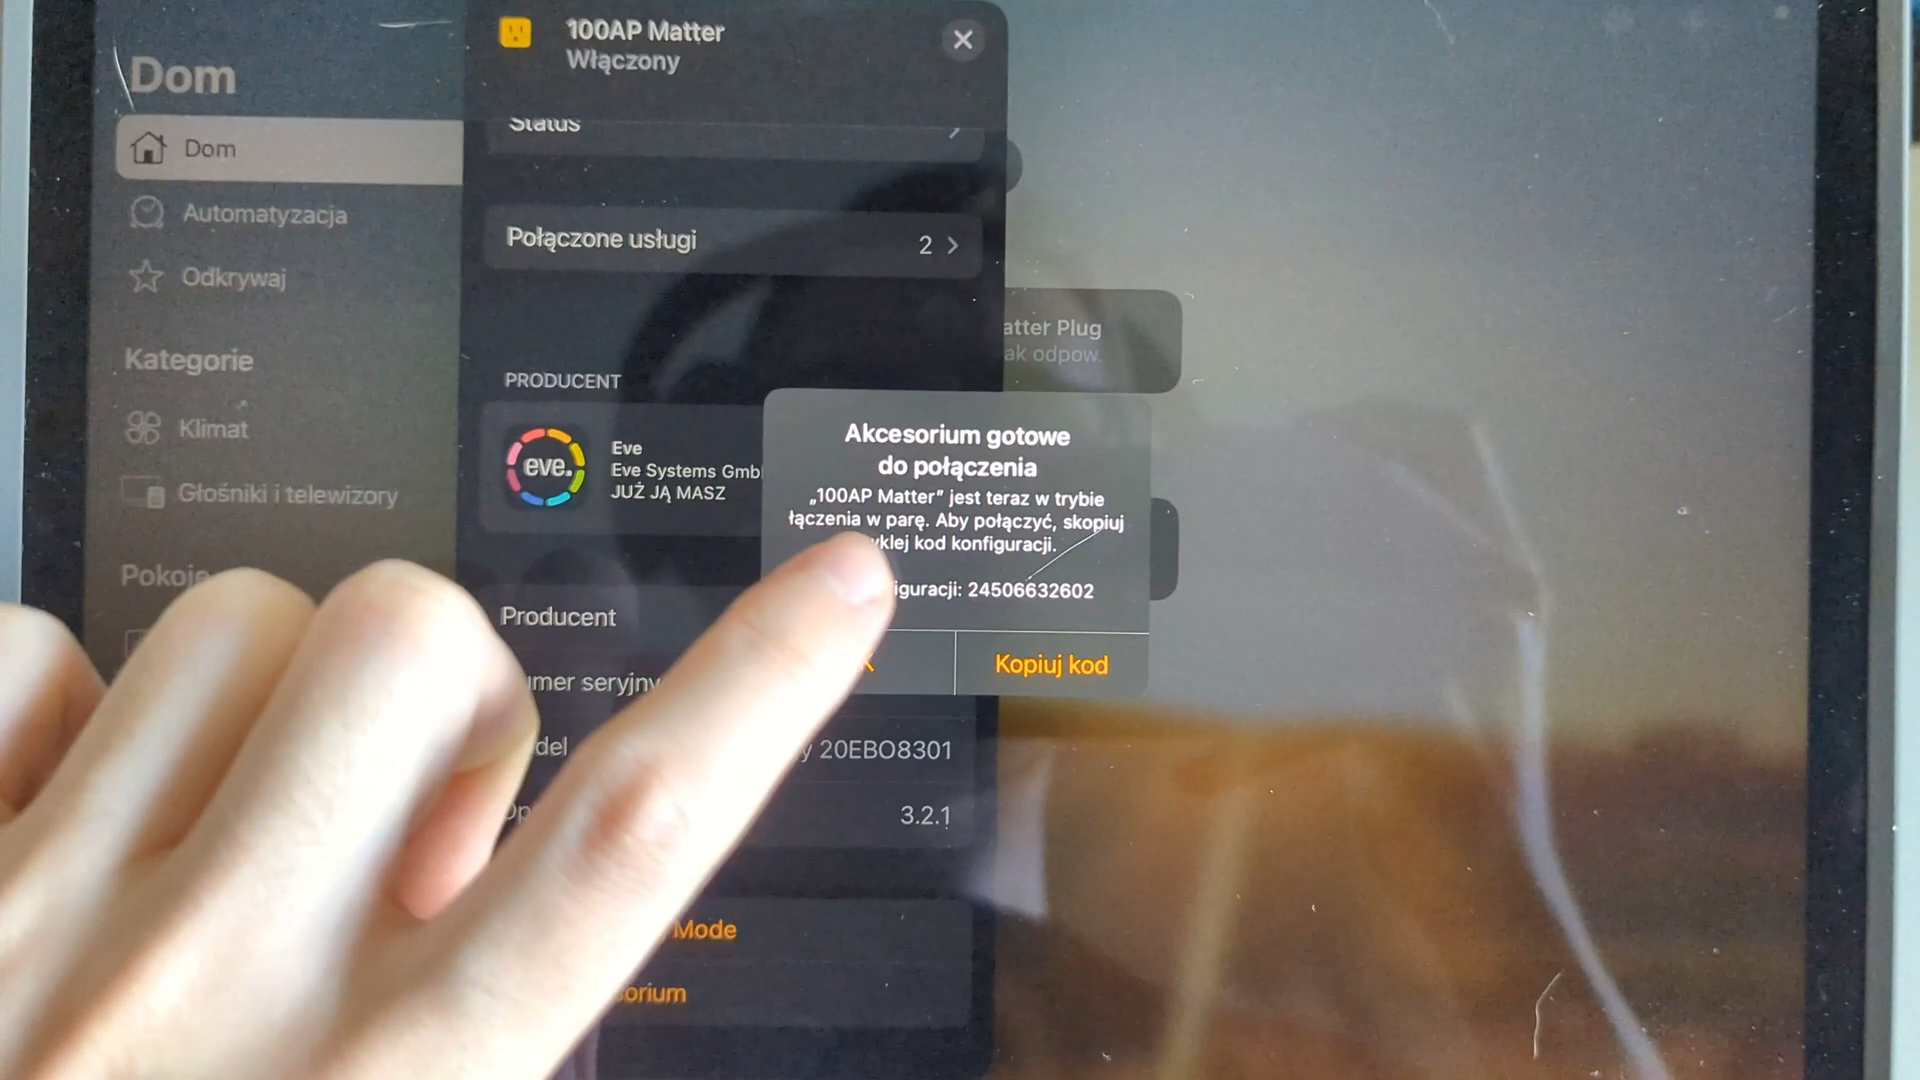 Dom
Dom
Automatyzacja
Odkrywaj
Kategorie
Klimat
Głośniki i telewizory
Pokoje
100AP Matter
Włączony
Status
Połączone usługi
2
PRODUCENT
eve.
Eve
Eve Systems Gmb
JUŻ JĄ MASZ
Producent
mer seryjny
del
y 20EBO8301
3.2.1
Mode
orium
atter Plug
ak odpow.
Akcesorium gotowe
do połączenia
„100AP Matter” jest teraz w trybie
łączenia w parę. Aby połączyć, skopiuj
klej kod konfiguracji.
iguracji: 24506632602
K
Kopiuj kod